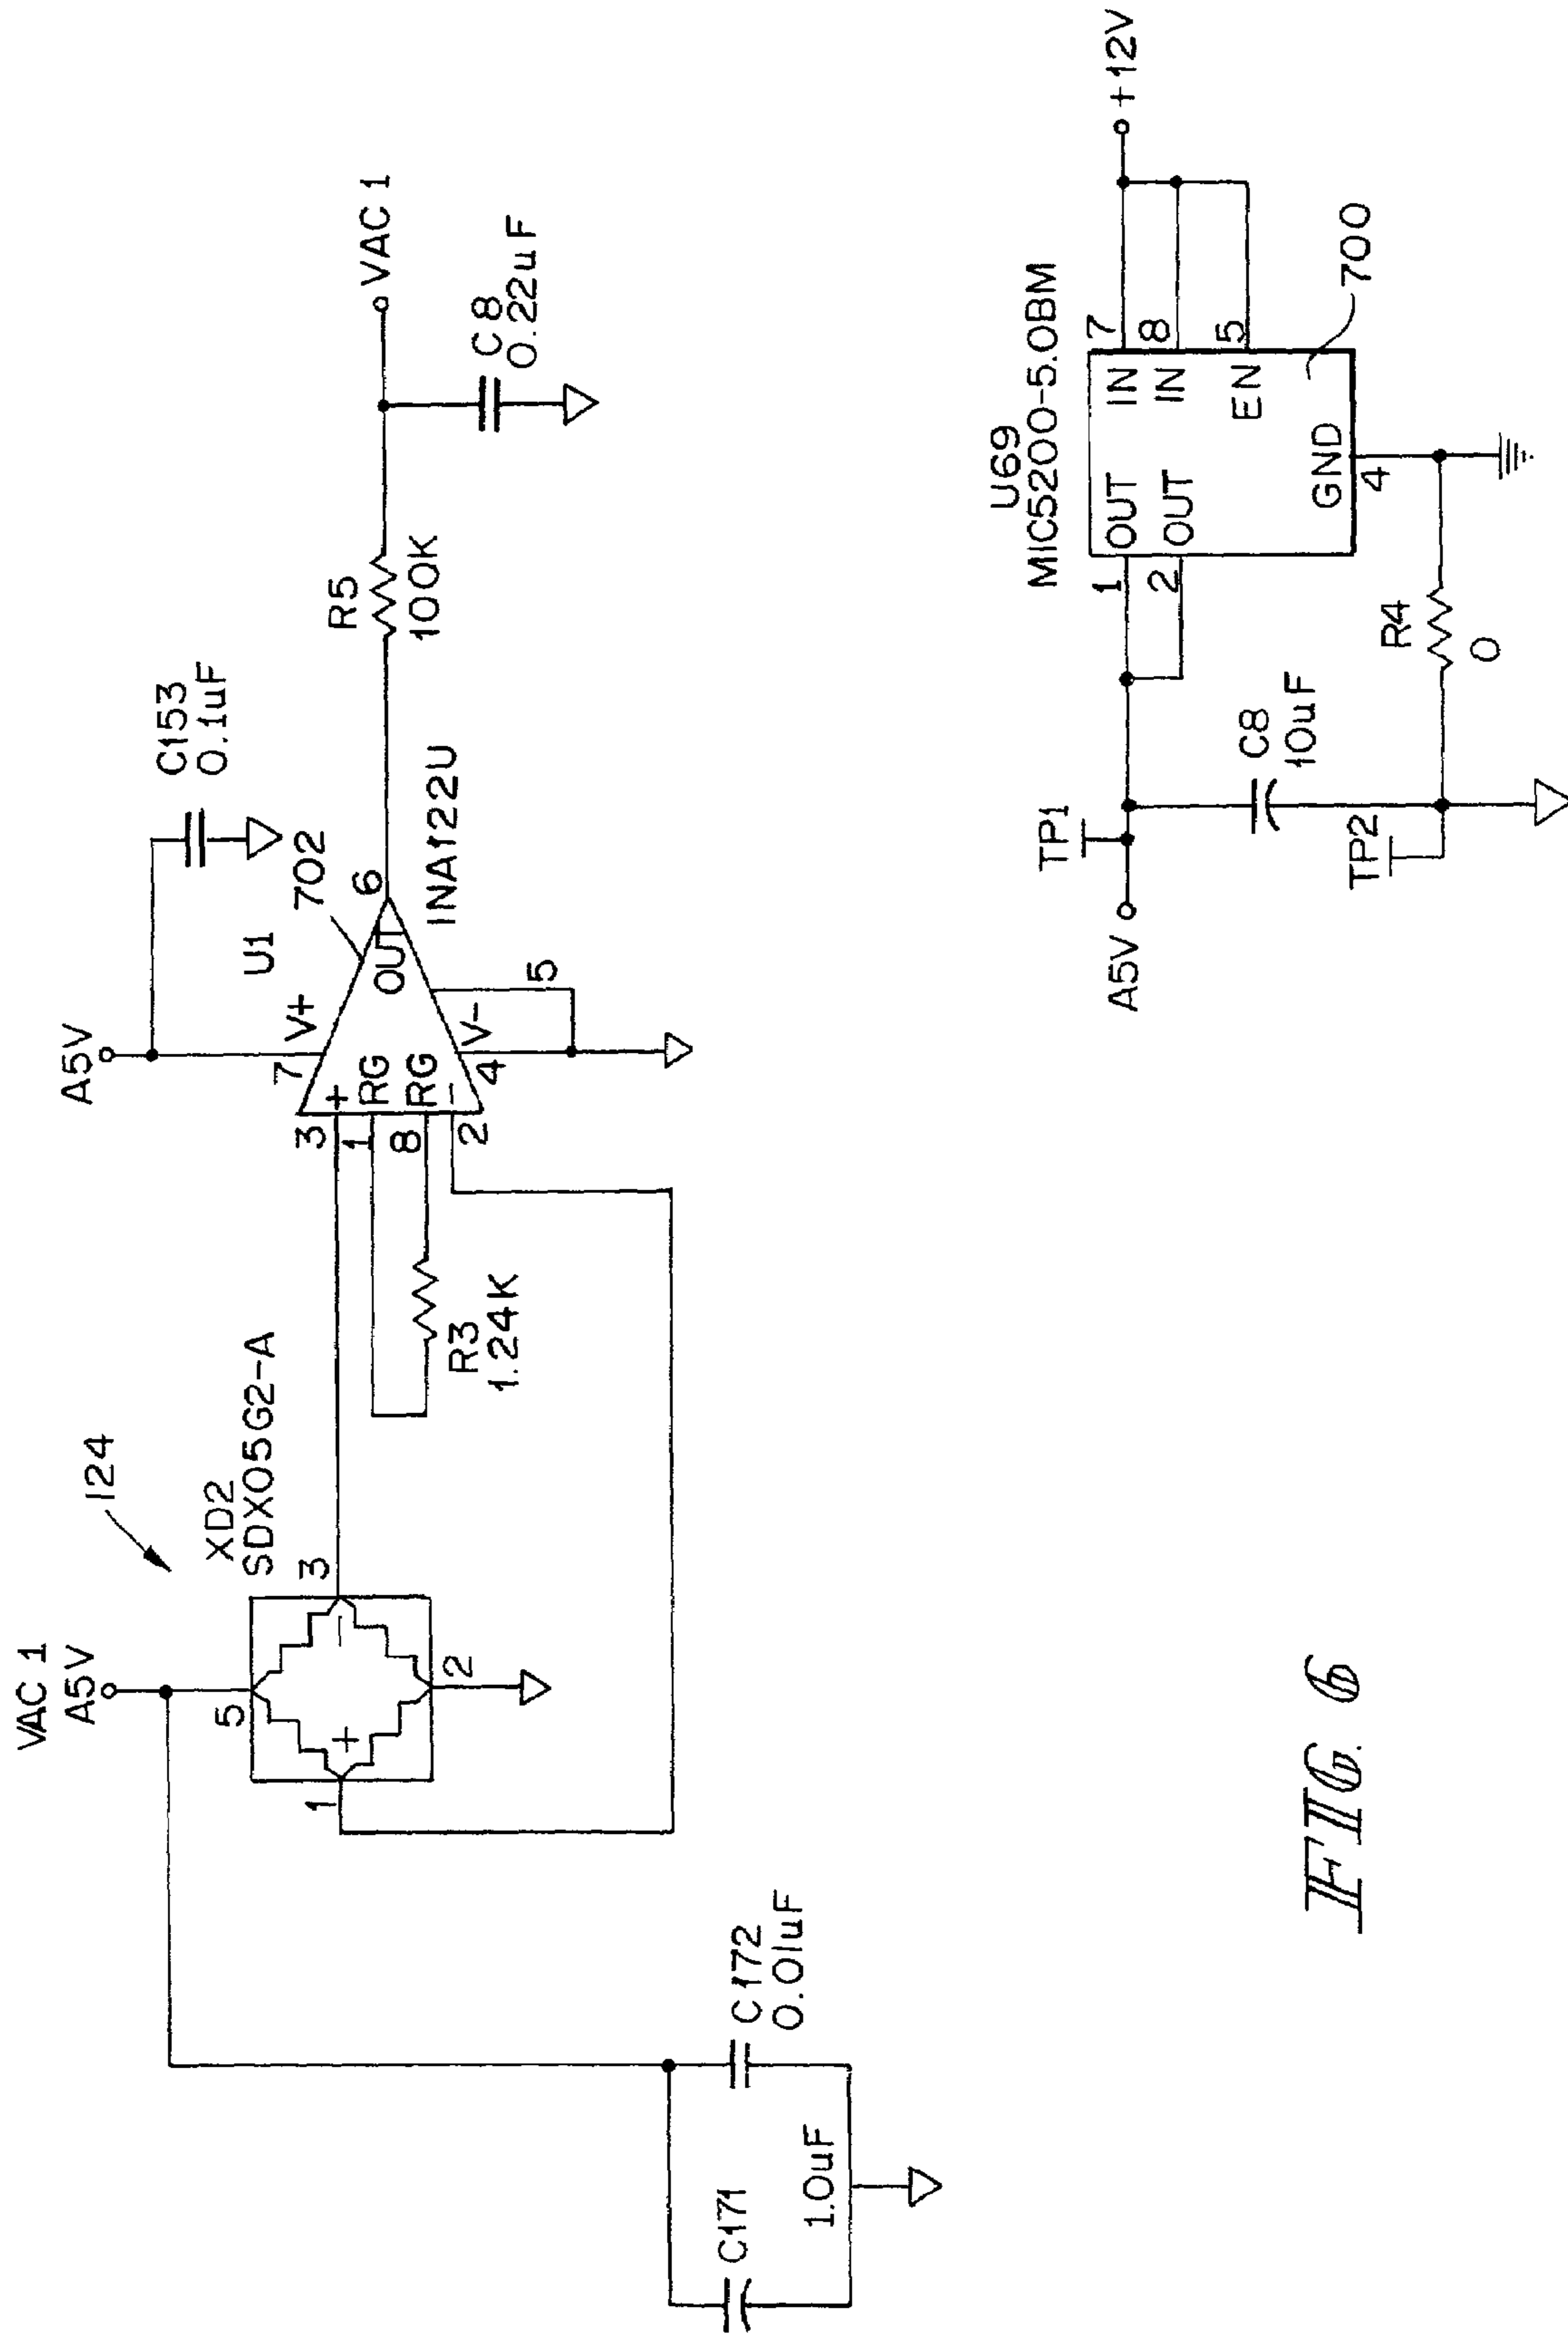 VAC 1
A5V
124
XD2
SDX05G2-A
5
3
1
2
+
−
C171
1.0uF
C172
0.01uF
A5V
C153
0.1uF
U1
702
7
V+
3
+
1
RG
8
RG
2
−
OUT
6
V-
4
5
INA122U
R3
1.24K
R5
100K
VAC 1
C8
0.22uF
U69
MIC5200-5.0BM
1
OUT
IN
7
2
OUT
IN
8
EN
5
GND
4
700
+12V
A5V
TP1
C8
10uF
TP2
R4
0
FIG. 6